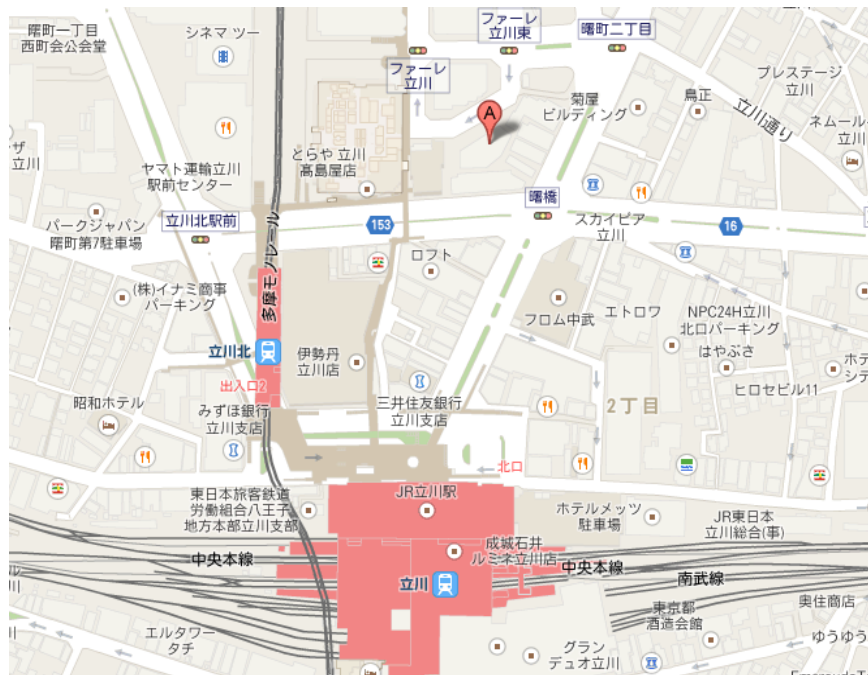 曙町一丁目
西町会公会堂
シネマ ツー
ファーレ
立川東
曙町二丁目
ファーレ
立川
A
菊屋
ビルディング
鳥正
プレステージ
立川
立川通り
ネムール
立川
ザ
立川
とらや 立川
髙島屋店
ヤマト運輸立川
駅前センター
パークジャパン
曙町第7駐車場
立川北駅前
153
曙橋
スカイビア
立川
16
多摩モノレール
ロフト
(株)イナミ商事
パーキング
フロム中武
エトロワ
NPC24H立川
北口パーキング
はやぶさ
立川北
伊勢丹
立川店
出入口2
ホテ
シテ
ヒロセビル11
昭和ホテル
みずほ銀行
立川支店
三井住友銀行
立川支店
2丁目
北口
東日本旅客鉄道
労働組合八王子
地方本部立川支部
JR立川駅
ホテルメッツ
駐車場
JR東日本
立川総合(事)
成城石井
ルミネ立川店
中央本線
中央本線
立川
南武線
東京都
酒造会館
奥住商店
エルタワー
タチ
グラン
デュオ立川
ゆうゆう